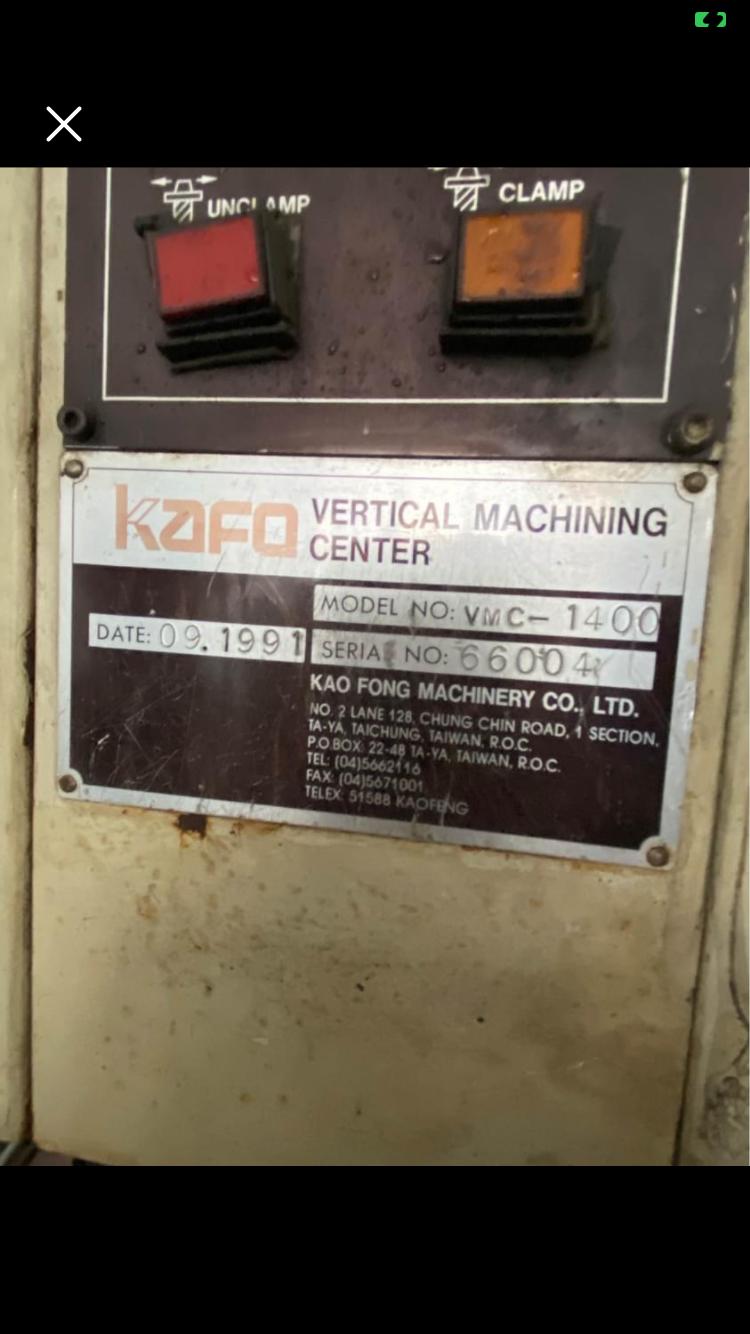 UNCLAMP
CLAMP
KAFO
VERTICAL MACHINING
CENTER
MODEL NO: VMC- 1400
DATE: 09.1991
SERIAL NO: 66004
KAO FONG MACHINERY CO., LTD.
NO. 2 LANE 128, CHUNG CHIN ROAD, 1 SECTION,
TA-YA, TAICHUNG, TAIWAN, R.O.C.
P.O.BOX: 22-48 TA-YA, TAIWAN, R.O.C.
TEL: (04)5662116
FAX: (04)5671001
TELEX: 51588 KAOFENG